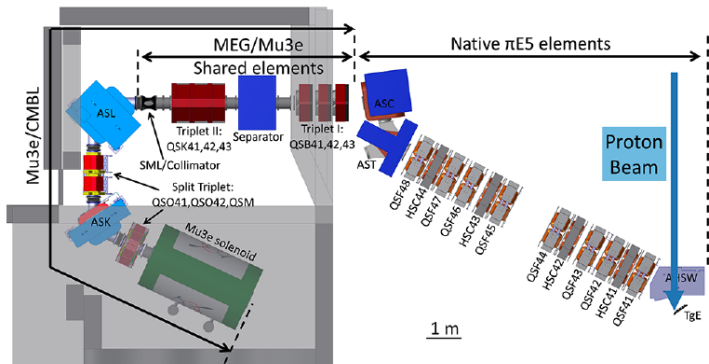 MEG/Mu3e
Shared elements
Native πE5 elements
Mu3e/CMBL
ASL
Triplet II:
QSK41,42,43
Separator
Triplet I:
QSB41,42,43
SML/Collimator
Split Triplet:
QSO41,QSO42,QSM
ASK
Mu3e solenoid
ASC
AST
QSF48
HSC44
QSF47
QSF46
HSC43
QSF45
QSF44
HSC42
QSF43
QSF42
HSC41
QSF41
Proton
Beam
AHSW
TgE
1 m